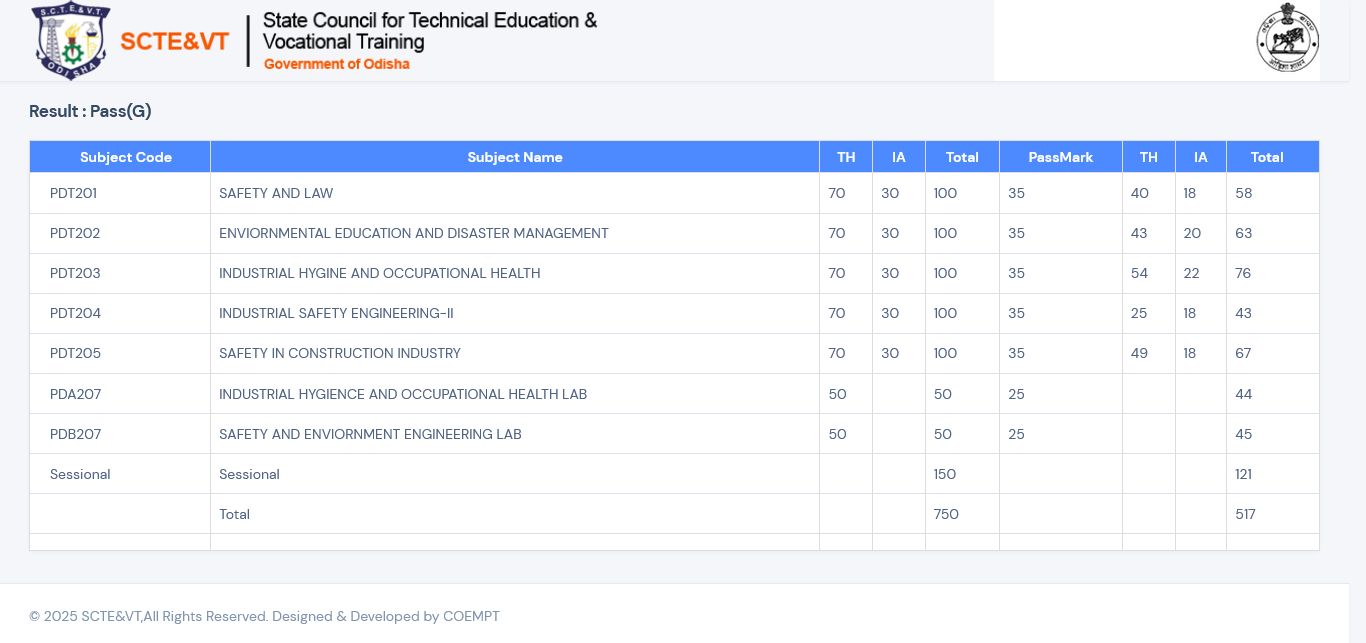 S.C.T.E.&V.T.
ODISHA
SCTE&VT
State Council for Technical Education &
Vocational Training
Government of Odisha
Result : Pass(G)
Subject Code Subject Name TH IA Total PassMark TH IA Total
PDT201 SAFETY AND LAW 70 30 100 35 40 18 58
PDT202 ENVIORNMENTAL EDUCATION AND DISASTER MANAGEMENT 70 30 100 35 43 20 63
PDT203 INDUSTRIAL HYGINE AND OCCUPATIONAL HEALTH 70 30 100 35 54 22 76
PDT204 INDUSTRIAL SAFETY ENGINEERING-II 70 30 100 35 25 18 43
PDT205 SAFETY IN CONSTRUCTION INDUSTRY 70 30 100 35 49 18 67
PDA207 INDUSTRIAL HYGIENCE AND OCCUPATIONAL HEALTH LAB 50 50 25 44
PDB207 SAFETY AND ENVIORNMENT ENGINEERING LAB 50 50 25 45
Sessional Sessional 150 121
Total 750 517
© 2025 SCTE&VT,All Rights Reserved. Designed & Developed by COEMPT